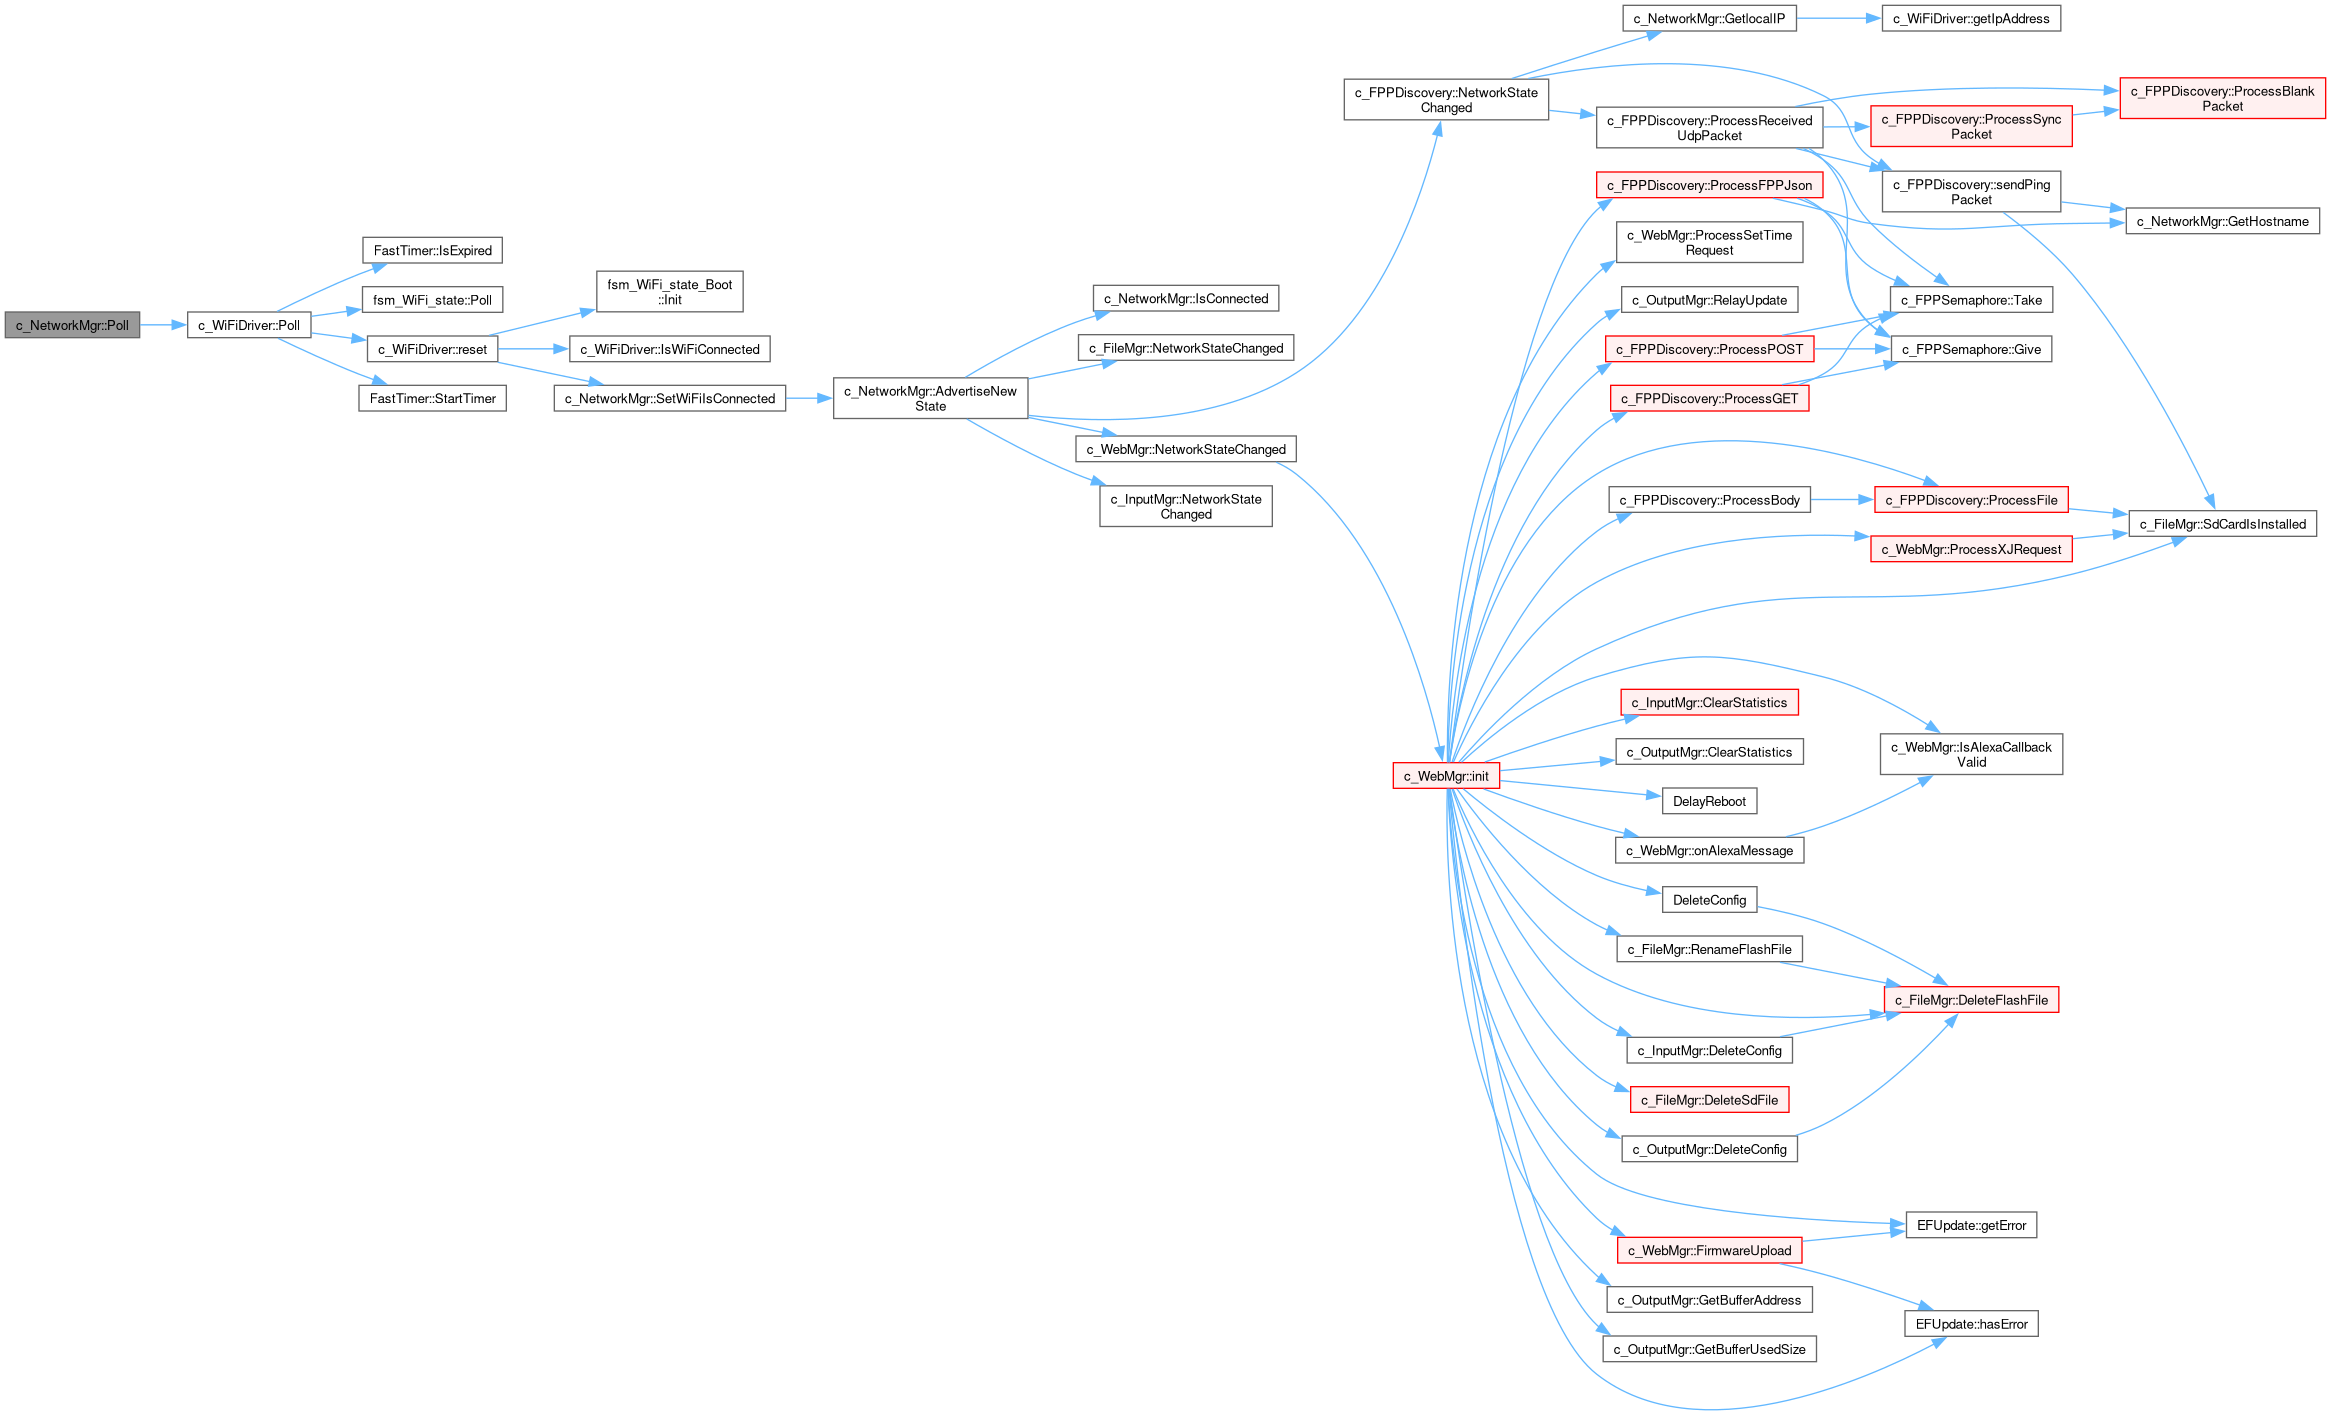 c_NetworkMgr::Poll
c_WiFiDriver::Poll
FastTimer::IsExpired
fsm_WiFi_state::Poll
c_WiFiDriver::reset
FastTimer::StartTimer
fsm_WiFi_state_Boot
::Init
c_WiFiDriver::IsWiFiConnected
c_NetworkMgr::SetWiFiIsConnected
c_NetworkMgr::AdvertiseNew
State
c_NetworkMgr::IsConnected
c_FileMgr::NetworkStateChanged
c_WebMgr::NetworkStateChanged
c_InputMgr::NetworkState
Changed
c_FPPDiscovery::NetworkState
Changed
c_WebMgr::init
c_NetworkMgr::GetlocalIP
c_FPPDiscovery::ProcessReceived
UdpPacket
c_FPPDiscovery::ProcessFPPJson
c_WebMgr::ProcessSetTime
Request
c_OutputMgr::RelayUpdate
c_FPPDiscovery::ProcessPOST
c_FPPDiscovery::ProcessGET
c_FPPDiscovery::ProcessBody
c_InputMgr::ClearStatistics
c_OutputMgr::ClearStatistics
DelayReboot
c_WebMgr::onAlexaMessage
DeleteConfig
c_FileMgr::RenameFlashFile
c_InputMgr::DeleteConfig
c_FileMgr::DeleteSdFile
c_OutputMgr::DeleteConfig
c_WebMgr::FirmwareUpload
c_OutputMgr::GetBufferAddress
c_OutputMgr::GetBufferUsedSize
c_WiFiDriver::getIpAddress
c_FPPDiscovery::ProcessSync
Packet
c_FPPDiscovery::sendPing
Packet
c_FPPSemaphore::Take
c_FPPSemaphore::Give
c_FPPDiscovery::ProcessFile
c_WebMgr::ProcessXJRequest
c_WebMgr::IsAlexaCallback
Valid
c_FileMgr::DeleteFlashFile
EFUpdate::getError
EFUpdate::hasError
c_FPPDiscovery::ProcessBlank
Packet
c_NetworkMgr::GetHostname
c_FileMgr::SdCardIsInstalled